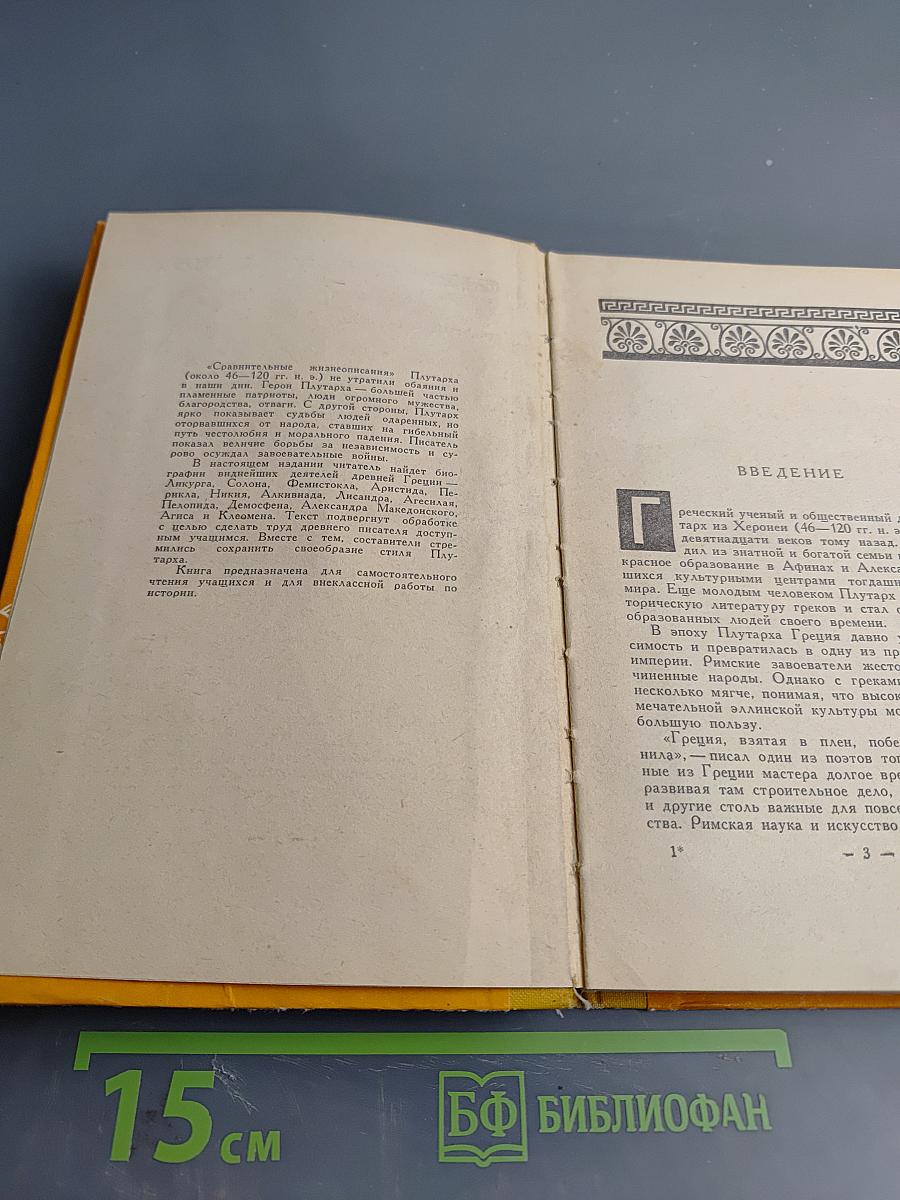 «Сравнительные жизнеописания» Плутарха
(около 46—120 гг. н. э.) не утратили обаяния и
в наши дни. Герои Плутарха — большей частью
пламенные патриоты, люди огромного мужества,
благородства, отваги. С другой стороны, Плутарх
ярко показывает судьбы людей одаренных, но
оторвавшихся от народа, ставших на гибельный
путь честолюбия и морального падения. Писатель
показал величие борьбы за независимость и су-
рово осуждал завоевательные войны.
В настоящем издании читатель найдет био-
графии виднейших деятелей древней Греции —
Ликурга, Солона, Фемистокла, Аристида, Пе-
рикла, Никия, Алкивиада, Лисандра, Агесилая,
Пелопида, Демосфена, Александра Македонского,
Агиса и Клеомена. Текст подвергнут обработке
с целью сделать труд древнего писателя доступ-
ным учащимся. Вместе с тем, составители стре-
мились сохранить своеобразие стиля Плу-
тарха.
Книга предназначена для самостоятельного
чтения учащихся и для внеклассной работы по
истории.
ВВЕДЕНИЕ
Греческий ученый и общественный д
тарх из Херонеи (46—120 гг. н. э.
девятнадцати веков тому назад.
дил из знатной и богатой семьи
красное образование в Афинах и Алекса
шихся культурными центрами тогдашн
мира. Еще молодым человеком Плутарх
торическую литературу греков и стал о
образованных людей своего времени.
В эпоху Плутарха Греция давно у
симость и превратилась в одну из пр
империи. Римские завоеватели жесто
чиненные народы. Однако с греками
несколько мягче, понимая, что высок
мечательной эллинской культуры мо
большую пользу.
«Греция, взятая в плен, побе
нила», — писал один из поэтов тог
ные из Греции мастера долгое вре
развивая там строительное дело,
и другие столь важные для повсе
ства. Римская наука и искусство
1*
— 3 —
15 см
БФ БИБЛИОФАН